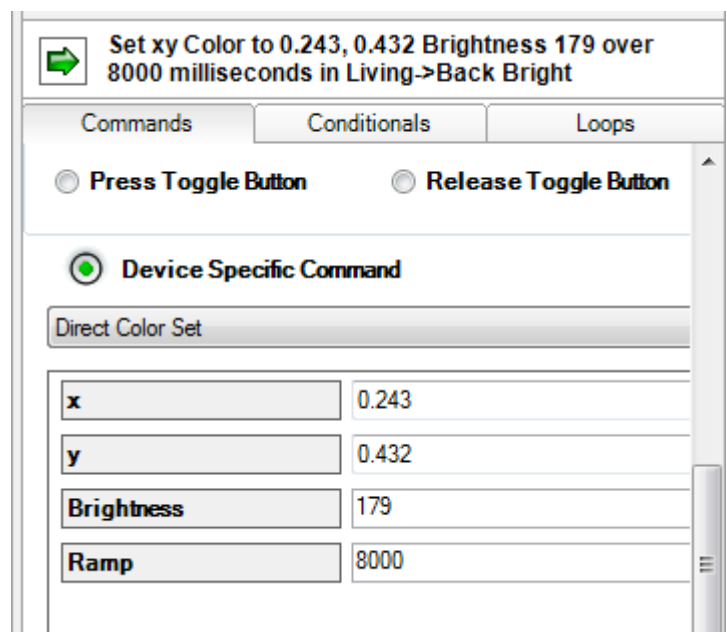 Set xy Color to 0.243, 0.432 Brightness 179 over
8000 milliseconds in Living->Back Bright
Commands Conditionals Loops
Press Toggle Button Release Toggle Button
Device Specific Command
Direct Color Set
x 0.243
y 0.432
Brightness 179
Ramp 8000